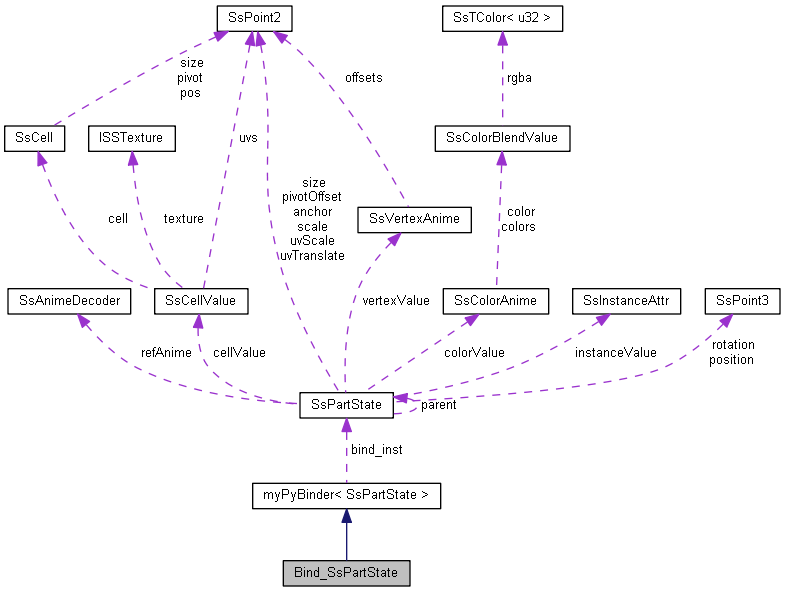 SsPoint2
SsTColor< u32 >
size
pivot
pos
offsets
rgba
SsCell
ISSTexture
uvs
SsColorBlendValue
size
pivotOffset
anchor
scale
uvScale
uvTranslate
cell
texture
SsVertexAnime
color
colors
SsAnimeDecoder
SsCellValue
vertexValue
SsColorAnime
SsInstanceAttr
SsPoint3
refAnime
cellValue
colorValue
instanceValue
rotation
position
SsPartState
parent
bind_inst
myPyBinder< SsPartState >
Bind_SsPartState